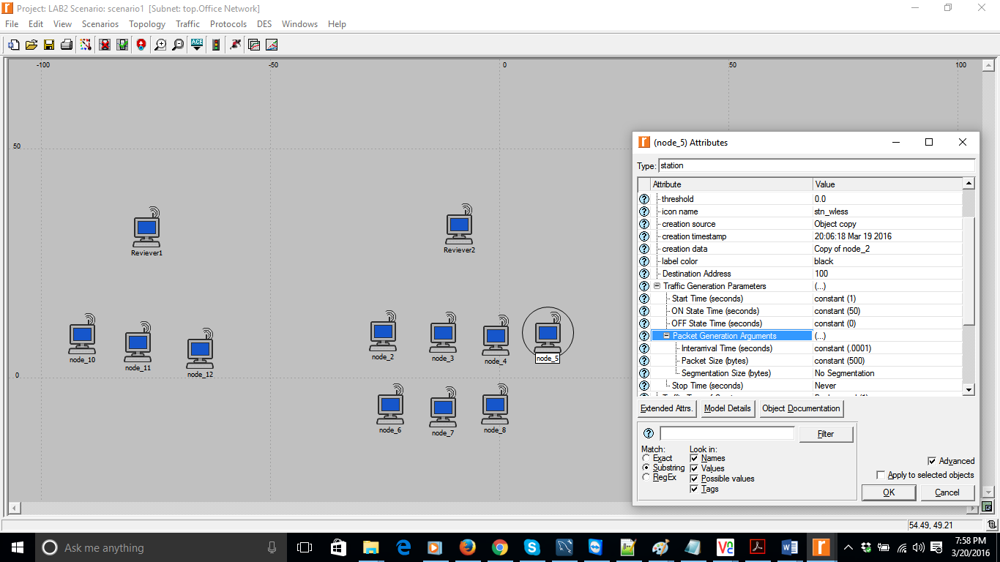 Project: LAB2 Scenario: scenario1 [Subnet: top.Office Network]
File Edit View Scenarios Topology Traffic Protocols DES Windows Help
ACE
-100 -50 0 50 100
50
0
Reviever1
Reviever2
node_10
node_11
node_12
node_2
node_3
node_4
node_5
node_6
node_7
node_8
(node_5) Attributes
Type: station
Attribute Value
threshold 0.0
icon name stn_wless
creation source Object copy
creation timestamp 20:06:18 Mar 19 2016
creation data Copy of node_2
label color black
Destination Address 100
Traffic Generation Parameters (...)
Start Time (seconds) constant (1)
ON State Time (seconds) constant (50)
OFF State Time (seconds) constant (0)
Packet Generation Arguments (...)
Interarrival Time (seconds) constant (.0001)
Packet Size (bytes) constant (500)
Segmentation Size (bytes) No Segmentation
Stop Time (seconds) Never
Extended Attrs. Model Details Object Documentation
Filter
Match: Look in:
Exact Names
Substring Values
RegEx Possible values
Tags
Advanced
Apply to selected objects
OK Cancel
54.49, 49.21
Ask me anything
7:58 PM
3/20/2016